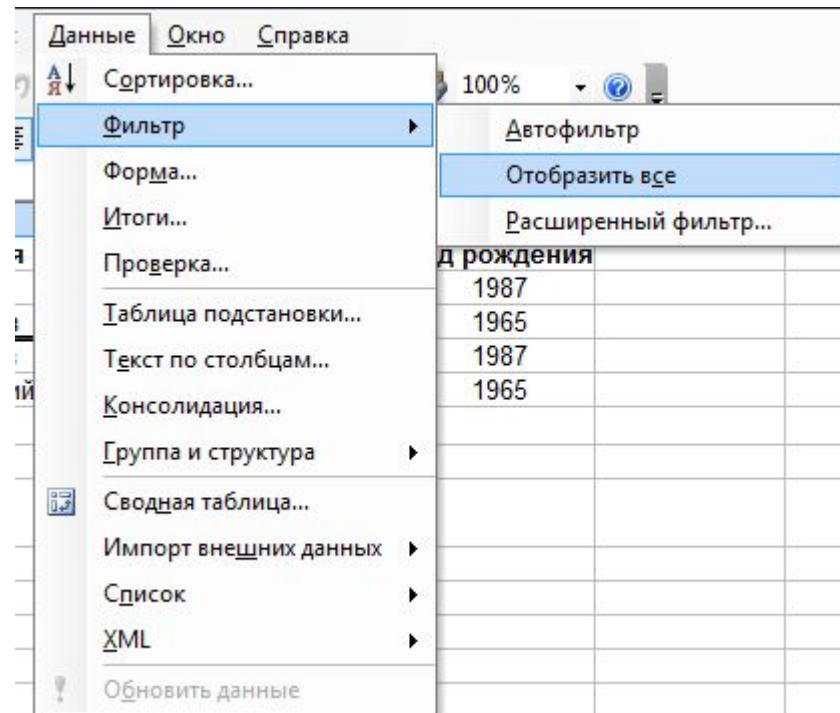 Данные Окно Справка
Сортировка... 100%
Фильтр Автофильтр
Форма... Отобразить все
Итоги... Расширенный фильтр...
Проверка... д рождения
1987
Таблица подстановки... 1965
Текст по столбцам... 1987
ий 1965
Консолидация...
Группа и структура
Сводная таблица...
Импорт внешних данных
Список
XML
Обновить данные